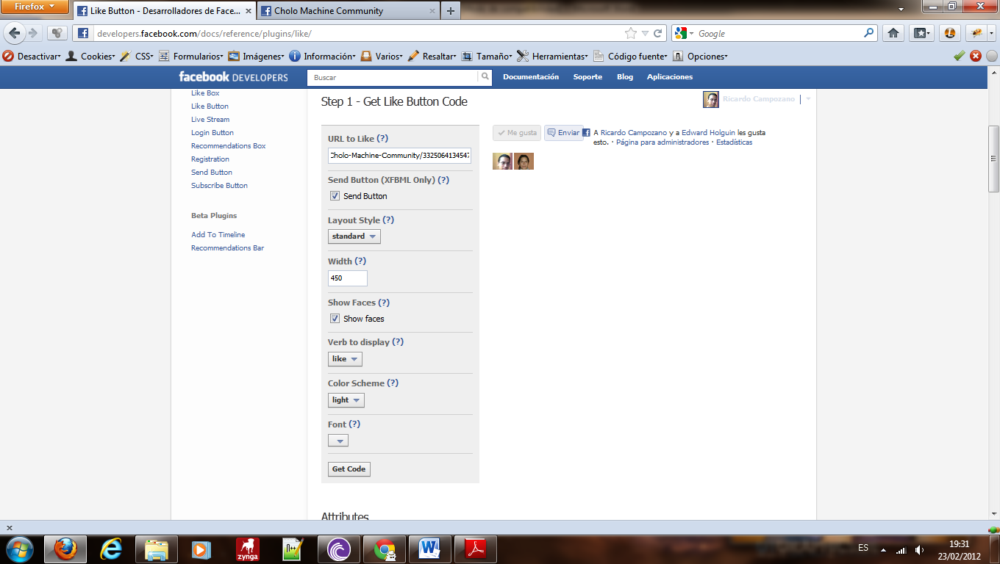 Firefox
Like Button - Desarrolladores de Face...
Cholo Machine Community
developers.facebook.com/docs/reference/plugins/like/
Google
Desactivar
Cookies
CSS
Formularios
Imágenes
Información
Varios
Resaltar
Tamaño
Herramientas
Código fuente
Opciones
facebook DEVELOPERS
Buscar
Documentación
Soporte
Blog
Aplicaciones
Ricardo Campozano
Like Box
Like Button
Live Stream
Login Button
Recommendations Box
Registration
Send Button
Subscribe Button
Beta Plugins
Add To Timeline
Recommendations Bar
Step 1 - Get Like Button Code
URL to Like (?)
Cholo-Machine-Community/3325064134547
Send Button (XFBML Only) (?)
Send Button
Layout Style (?)
standard
Width (?)
450
Show Faces (?)
Show faces
Verb to display (?)
like
Color Scheme (?)
light
Font (?)
Get Code
Me gusta
Enviar
A Ricardo Campozano y a Edward Holguin les gusta
esto. · Página para administradores · Estadísticas
Attributes
zynga
n++
W
ES
19:31
23/02/2012